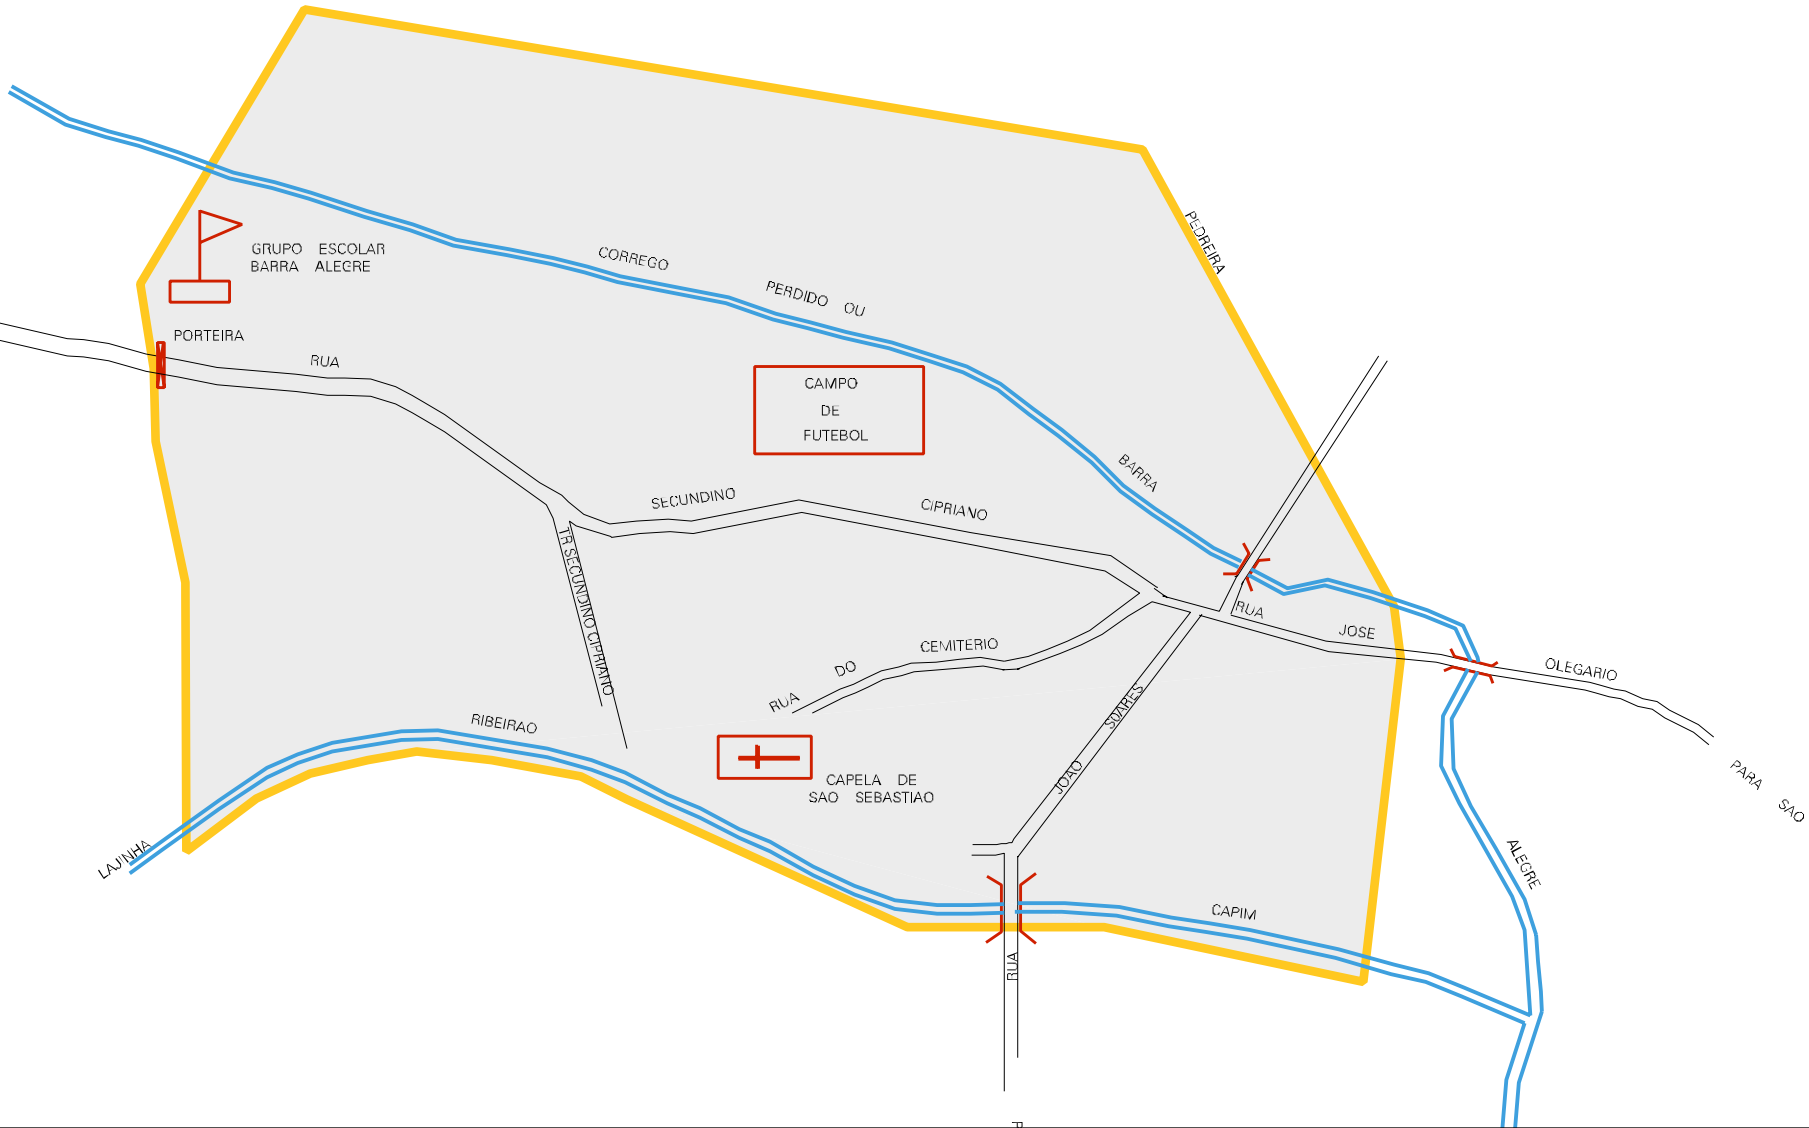 PEDREIRA
GRUPO ESCOLAR
BARRA ALEGRE
CORREGO
PERDIDO OU
BARRA
ALEGRE
PORTEIRA
RUA
SECUNDINO
CIPRIANO
CAMPO
DE
FUTEBOL
TR SECUNDINO CIPRIANO
RUA
JOSE
OLEGARIO
PARA SAO
RUA DO CEMITERIO
RUA
JOAO
SOARES
CAPELA DE
SAO SEBASTIAO
RIBEIRAO
LAJINHA
CAPIM